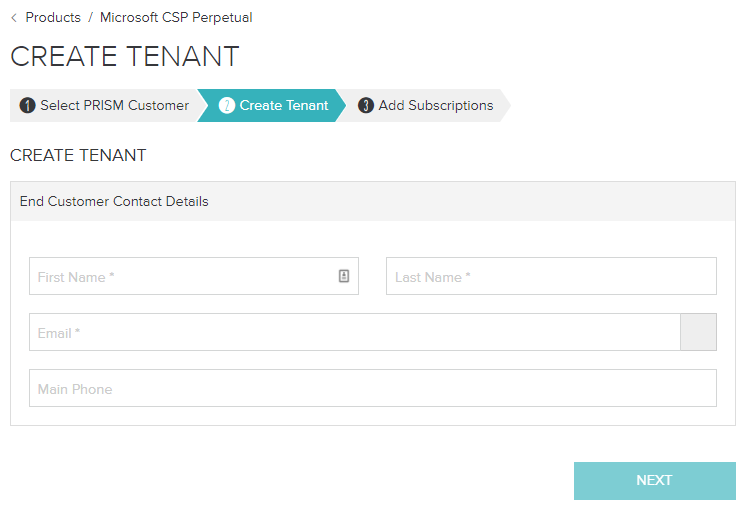 < Products / Microsoft CSP Perpetual
CREATE TENANT
1 Select PRISM Customer 2 Create Tenant 3 Add Subscriptions
CREATE TENANT
End Customer Contact Details
First Name * Last Name *
Email *
Main Phone
NEXT